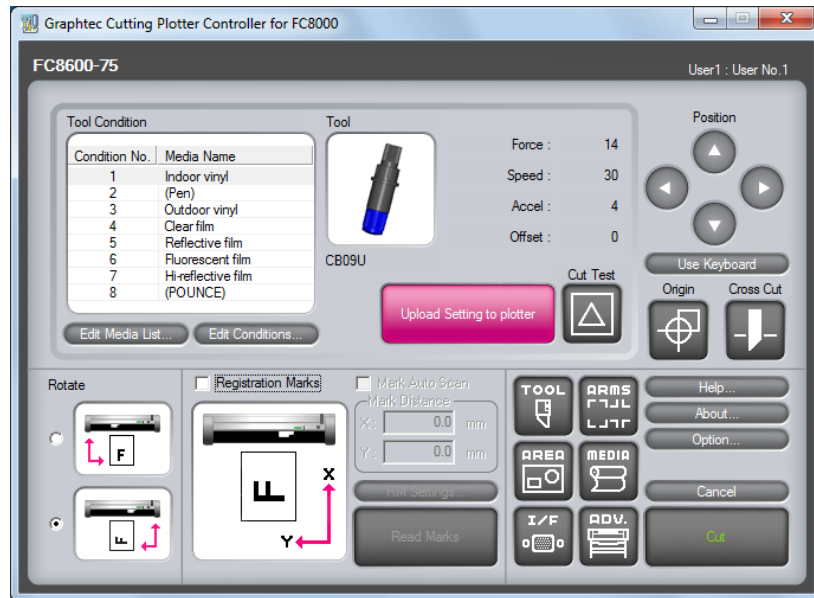 Graphtec Cutting Plotter Controller for FC8000
FC8600-75
User1 : User No.1
Tool Condition
Condition No. Media Name
1 Indoor vinyl
2 (Pen)
3 Outdoor vinyl
4 Clear film
5 Reflective film
6 Fluorescent film
7 Hi-reflective film
8 (POUNCE)
Edit Media List...
Edit Conditions...
Tool
CB09U
Force : 14
Speed : 30
Accel : 4
Offset : 0
Upload Setting to plotter
Cut Test
Position
Use Keyboard
Origin
Cross Cut
Rotate
F
F
Registration Marks
F
X
Y
Mark Auto Scan
Mark Distance
X : 0.0 mm
Y : 0.0 mm
RM Settings...
Read Marks
TOOL
ARMS
AREA
MEDIA
I/F
ADV.
Help...
About...
Option...
Cancel
Cut